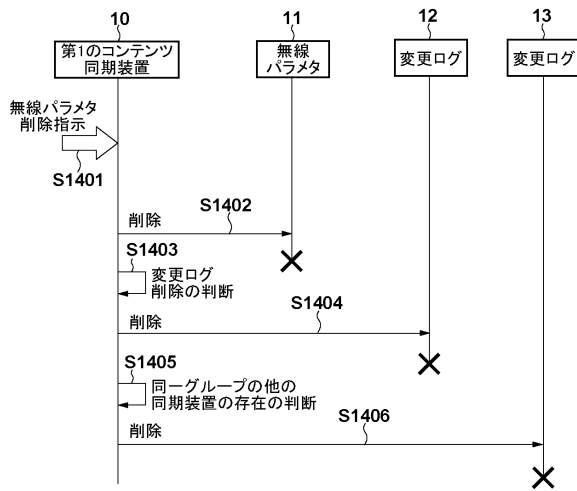 10
11
12
13
第1のコンテンツ
同期装置
無線
パラメタ
変更ログ
変更ログ
無線パラメタ
削除指示
S1401
S1402
削除
S1403
変更ログ
削除の判断
S1404
削除
S1405
同一グループの他の
同期装置の存在の判断
S1406
削除